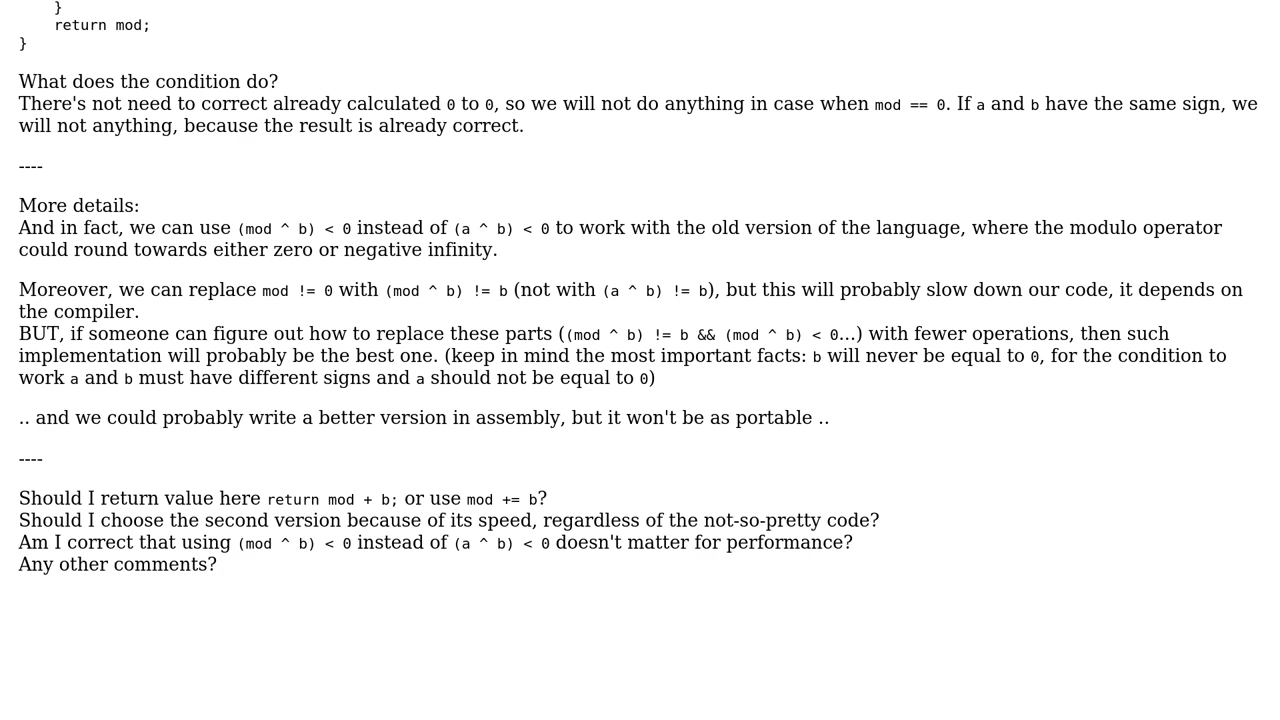 }
    return mod;
}
What does the condition do?
There's not need to correct already calculated 0 to 0, so we will not do anything in case when mod == 0. If a and b have the same sign, we
will not anything, because the result is already correct.
----
More details:
And in fact, we can use (mod ^ b) < 0 instead of (a ^ b) < 0 to work with the old version of the language, where the modulo operator
could round towards either zero or negative infinity.
Moreover, we can replace mod != 0 with (mod ^ b) != b (not with (a ^ b) != b), but this will probably slow down our code, it depends on
the compiler.
BUT, if someone can figure out how to replace these parts ((mod ^ b) != b && (mod ^ b) < 0...) with fewer operations, then such
implementation will probably be the best one. (keep in mind the most important facts: b will never be equal to 0, for the condition to
work a and b must have different signs and a should not be equal to 0)
.. and we could probably write a better version in assembly, but it won't be as portable ..
----
Should I return value here return mod + b; or use mod += b?
Should I choose the second version because of its speed, regardless of the not-so-pretty code?
Am I correct that using (mod ^ b) < 0 instead of (a ^ b) < 0 doesn't matter for performance?
Any other comments?